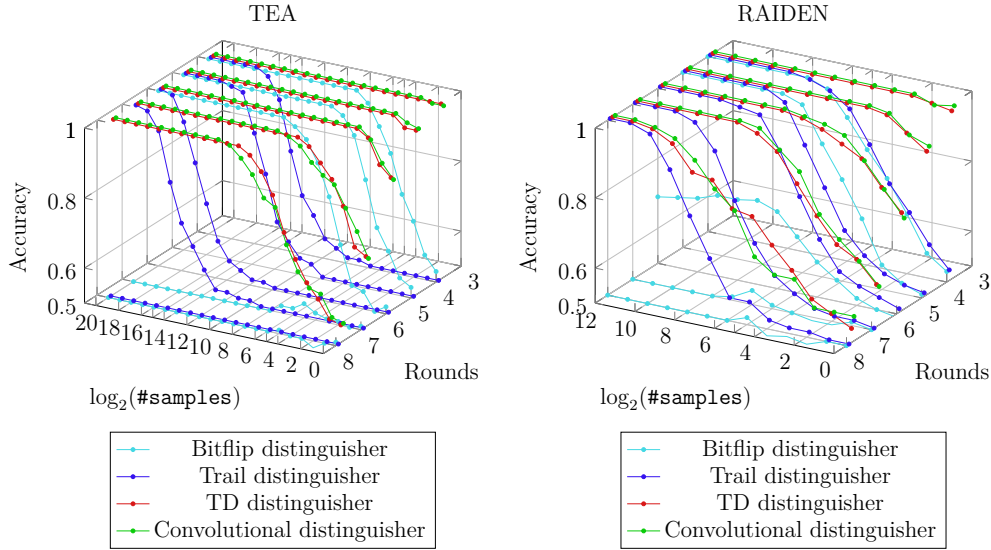 TEA
1
0.8
0.6
0.5
Accuracy
20 18 16 14 12 10 8 6 4 2 0
3
4
5
6
7
8
Rounds
log2(#samples)
Bitflip distinguisher
Trail distinguisher
TD distinguisher
Convolutional distinguisher
RAIDEN
1
0.8
0.6
0.5
Accuracy
12 10 8 6 4 2 0
3
4
5
6
7
8
Rounds
log2(#samples)
Bitflip distinguisher
Trail distinguisher
TD distinguisher
Convolutional distinguisher